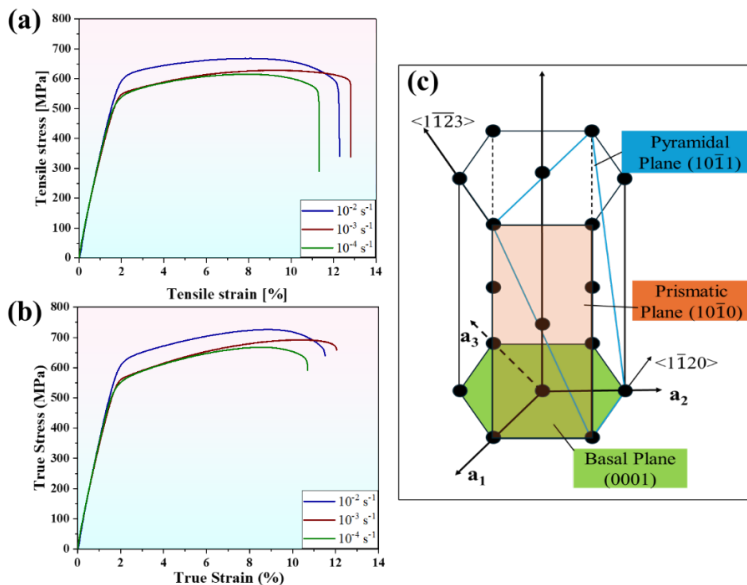 (a)
800
700
600
500
400
300
200
100
0
Tensile stress [MPa]
10⁻² s⁻¹
10⁻³ s⁻¹
10⁻⁴ s⁻¹
0 2 4 6 8 10 12 14
Tensile strain [%]
(b)
800
700
600
500
400
300
200
100
0
True Stress (MPa)
10⁻² s⁻¹
10⁻³ s⁻¹
10⁻⁴ s⁻¹
0 2 4 6 8 10 12 14
True Strain (%)
(c)
<11̅2̅3>
Pyramidal
Plane (101̅1)
Prismatic
Plane (101̅0)
a₃
<11̅20>
a₂
Basal Plane
(0001)
a₁